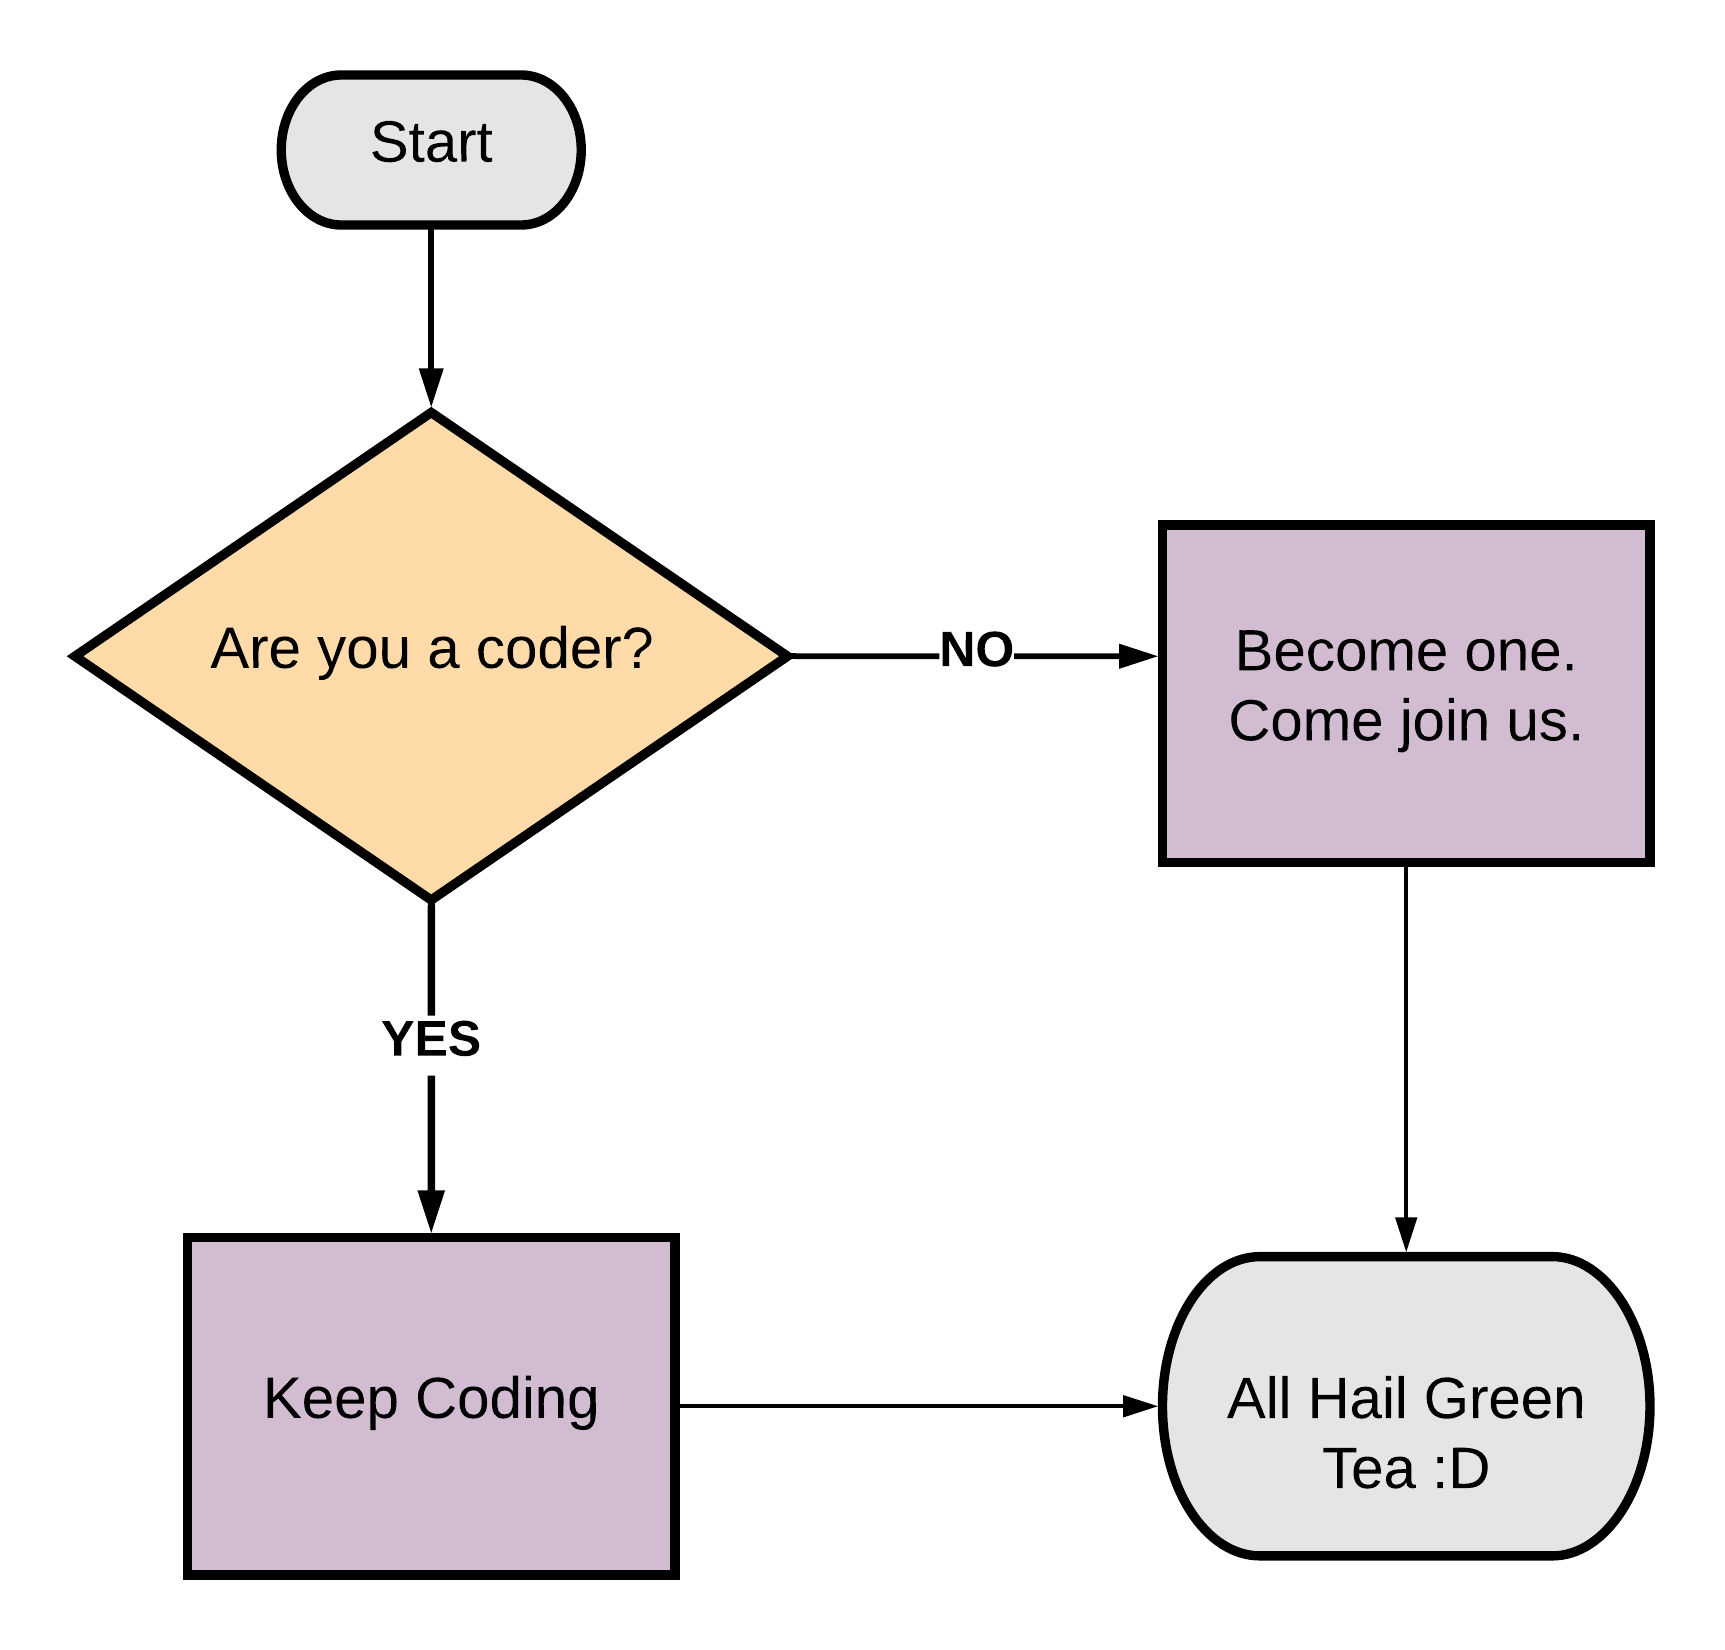 Start
Are you a coder?
NO
Become one.
Come join us.
YES
Keep Coding
All Hail Green
Tea :D